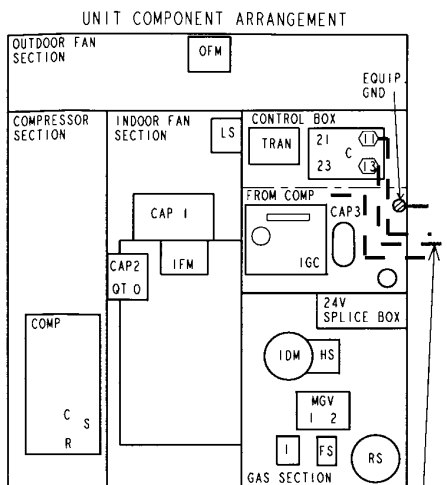 UNIT COMPONENT ARRANGEMENT
OUTDOOR FAN
SECTION
OFM
EQUIP.
GND
COMPRESSOR
SECTION
INDOOR FAN
SECTION
LS
CONTROL BOX
TRAN
21
11
C
23
13
FROM COMP
CAP 1
CAP3
IGC
CAP2
QT 0
IFM
24V
SPLICE BOX
COMP
C
S
R
IDM
HS
MGV
1 2
I
FS
RS
GAS SECTION